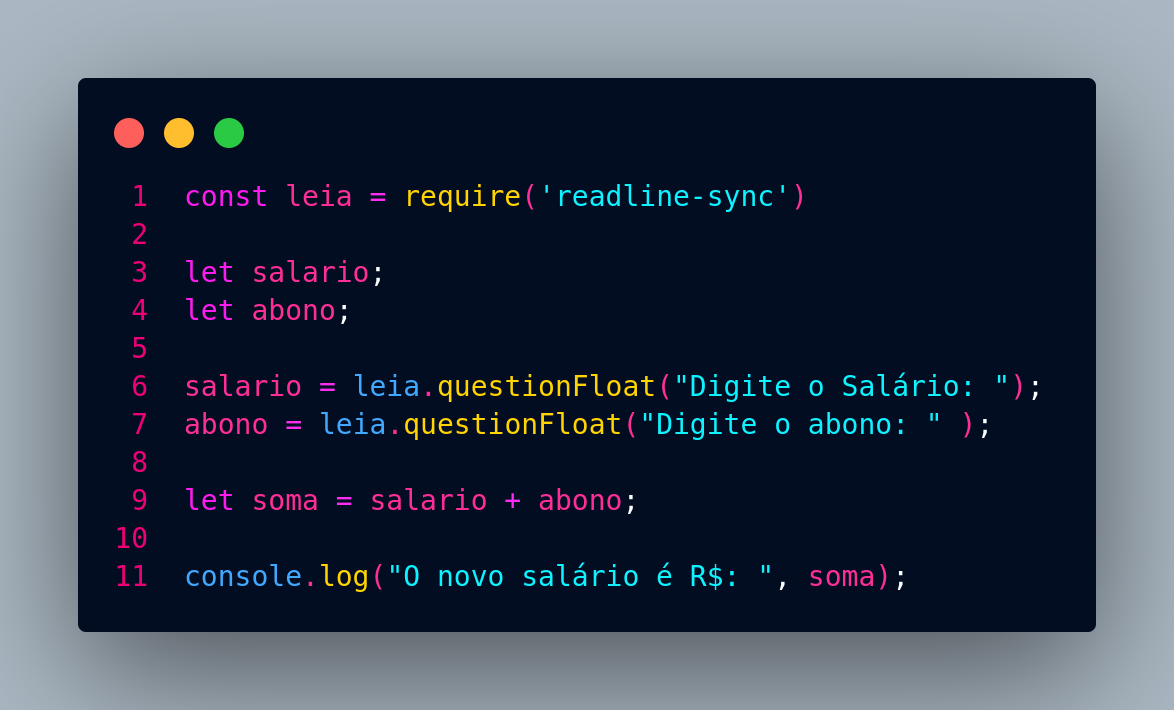 1 const leia = require('readline-sync')
2
3 let salario;
4 let abono;
5
6 salario = leia.questionFloat("Digite o Salário: ");
7 abono = leia.questionFloat("Digite o abono: " );
8
9 let soma = salario + abono;
10
11 console.log("O novo salário é R$: ", soma);